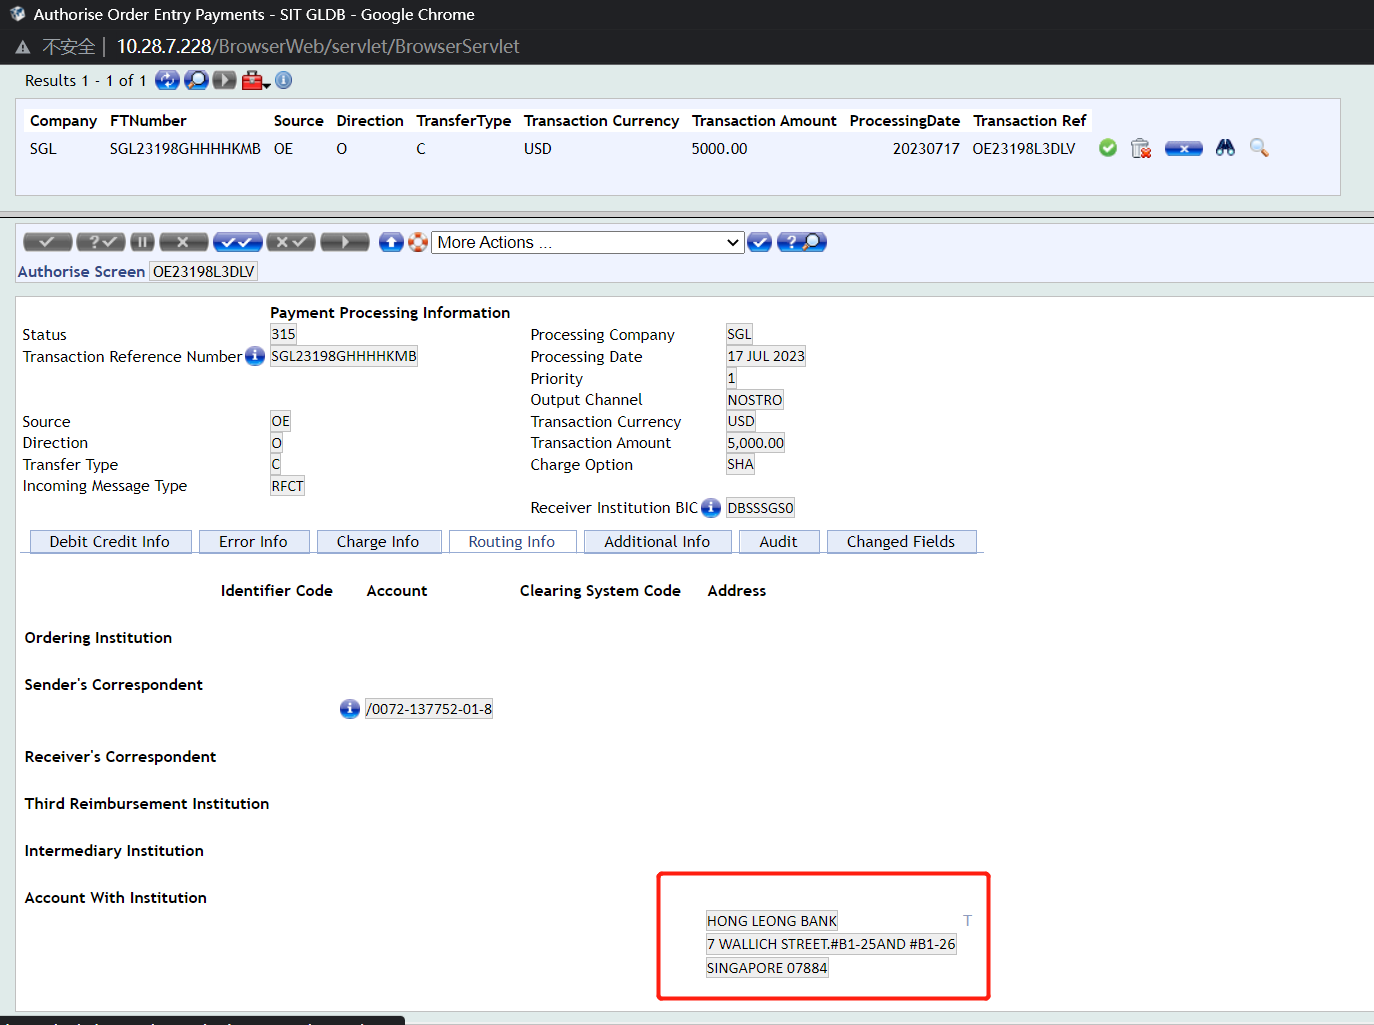 Authorise Order Entry Payments - SIT GLDB - Google Chrome
不安全 | 10.28.7.228/BrowserWeb/servlet/BrowserServlet
Results 1 - 1 of 1
Company FTNumber Source Direction TransferType Transaction Currency Transaction Amount ProcessingDate Transaction Ref
SGL SGL23198GHHHHKMB OE O C USD 5000.00 20230717 OE23198L3DLV
More Actions ...
Authorise Screen OE23198L3DLV
Payment Processing Information
Status 315 Processing Company SGL
Transaction Reference Number SGL23198GHHHHKMB Processing Date 17 JUL 2023
Priority 1
Output Channel NOSTRO
Source OE Transaction Currency USD
Direction O Transaction Amount 5,000.00
Transfer Type C Charge Option SHA
Incoming Message Type RFCT
Receiver Institution BIC DBSSSGS0
Debit Credit Info Error Info Charge Info Routing Info Additional Info Audit Changed Fields
Identifier Code Account Clearing System Code Address
Ordering Institution
Sender's Correspondent
/0072-137752-01-8
Receiver's Correspondent
Third Reimbursement Institution
Intermediary Institution
Account With Institution
HONG LEONG BANK T
7 WALLICH STREET.#B1-25AND #B1-26
SINGAPORE 07884